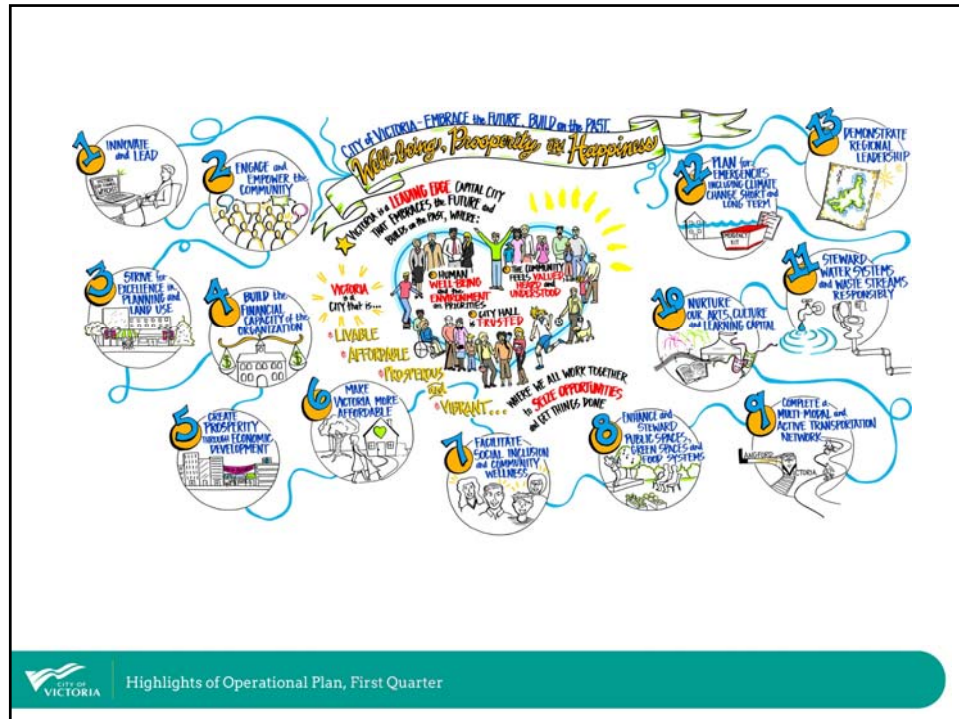 CITY of VICTORIA - EMBRACE the FUTURE. BUILD on the PAST.
Well-being, Prosperity and Happiness
VICTORIA is a LEADING EDGE CAPITAL CITY
THAT EMBRACES the FUTURE and
BUILDS on the PAST, WHERE:
HUMAN
WELL-BEING
and the
ENVIRONMENT
are PRIORITIES
THE COMMUNITY
FEELS VALUED,
HEARD and
UNDERSTOOD
CITY HALL
is TRUSTED
VICTORIA
is a
CITY that is...
LIVABLE
AFFORDABLE
PROSPEROUS
and
VIBRANT...
WHERE WE ALL WORK TOGETHER
to SEIZE OPPORTUNITIES
and GET THINGS DONE
1
INNOVATE
and LEAD
2
ENGAGE and
EMPOWER the
COMMUNITY
3
STRIVE for
EXCELLENCE in
PLANNING and
LAND USE
4
BUILD the
FINANCIAL
CAPACITY of the
ORGANIZATION
5
CREATE
PROSPERITY
THROUGH ECONOMIC
DEVELOPMENT
6
MAKE
VICTORIA MORE
AFFORDABLE
7
FACILITATE
SOCIAL INCLUSION
and COMMUNITY
WELLNESS
8
ENHANCE and
STEWARD
PUBLIC SPACES,
GREEN SPACES and
FOOD SYSTEMS
9
COMPLETE a
MULTI-MODAL and
ACTIVE TRANSPORTATION
NETWORK
LANGFORD
VICTORIA
10
NURTURE
OUR ARTS, CULTURE
and LEARNING CAPITAL
11
STEWARD
WATER SYSTEMS
and WASTE STREAMS
RESPONSIBLY
12
PLAN for
EMERGENCIES
INCLUDING CLIMATE
CHANGE SHORT and
LONG TERM
13
DEMONSTRATE
REGIONAL
LEADERSHIP
CITY OF
VICTORIA
Highlights of Operational Plan, First Quarter